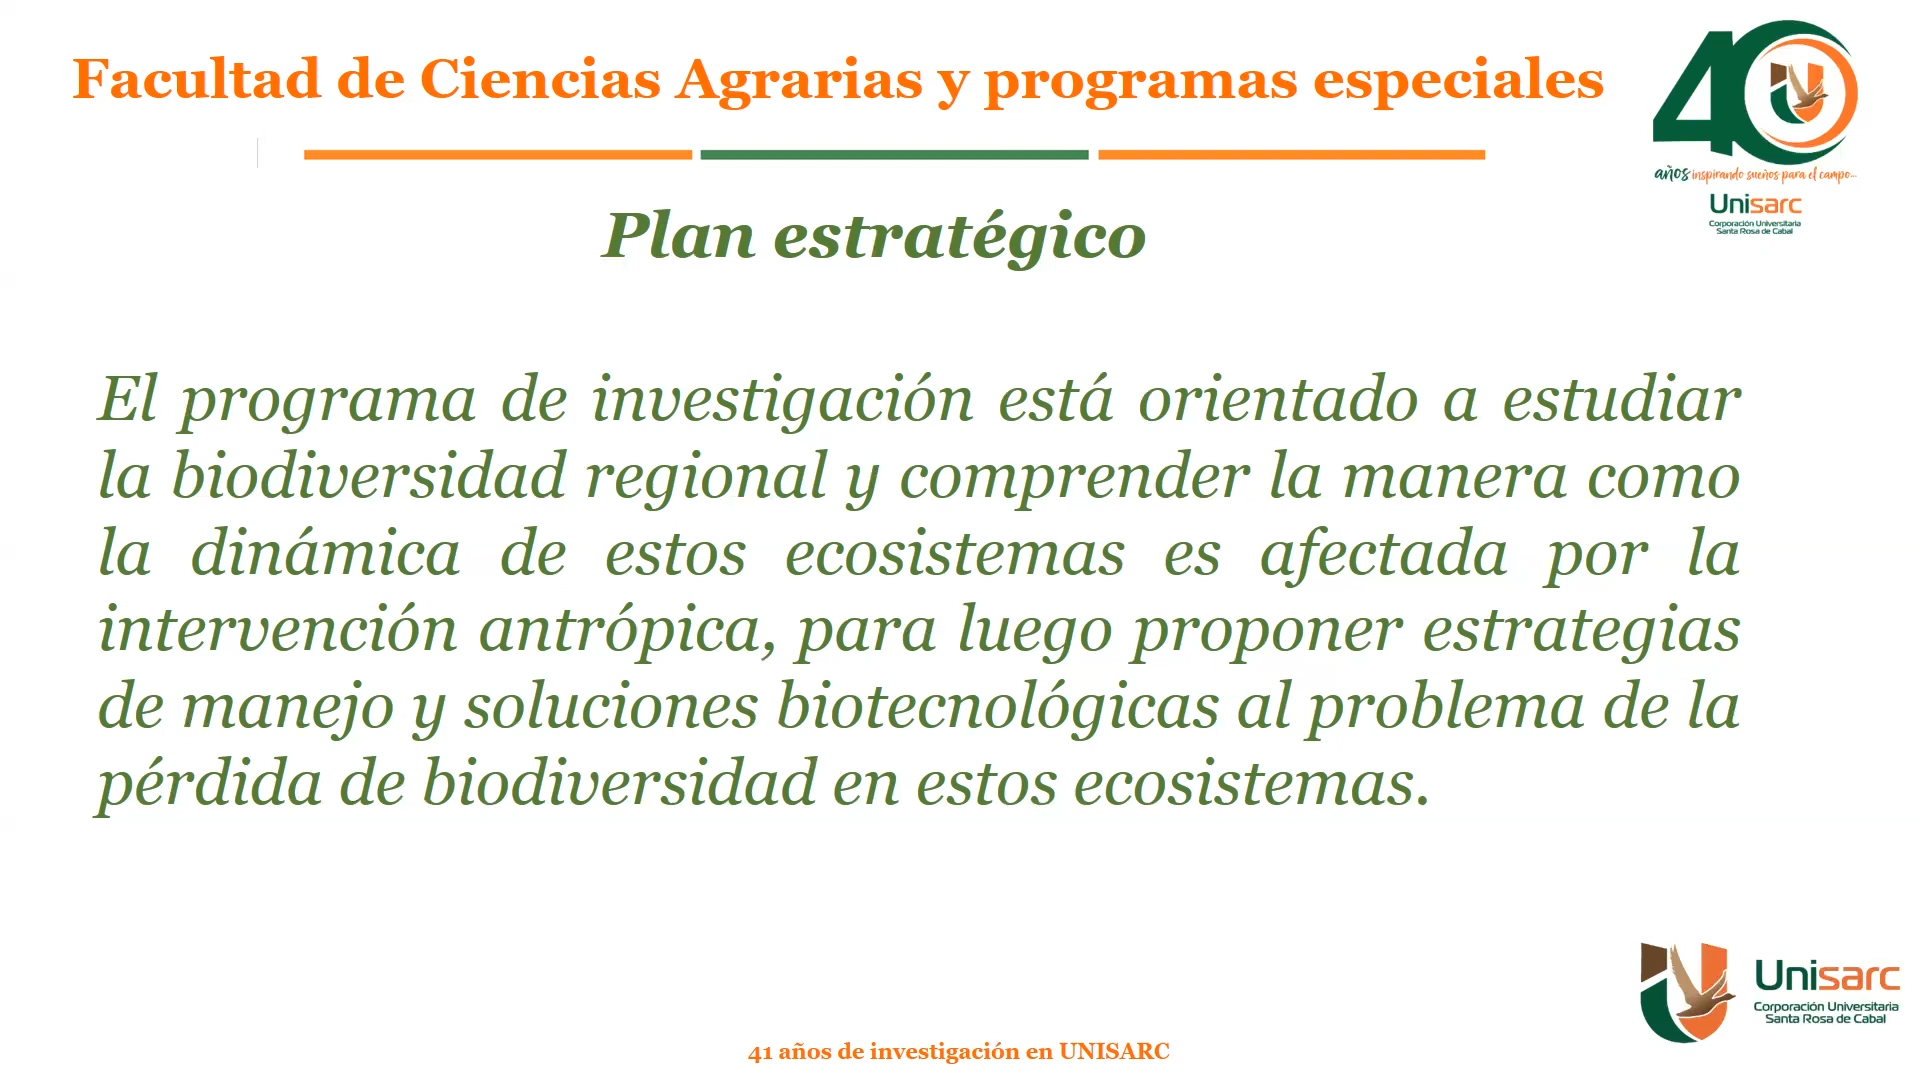 Facultad de Ciencias Agrarias y programas especiales
40
años inspirando sueños para el campo...
Unisarc
Corporación Universitaria
Santa Rosa de Cabal
Plan estratégico
El programa de investigación está orientado a estudiar
la biodiversidad regional y comprender la manera como
la dinámica de estos ecosistemas es afectada por la
intervención antrópica, para luego proponer estrategias
de manejo y soluciones biotecnológicas al problema de la
pérdida de biodiversidad en estos ecosistemas.
Unisarc
Corporación Universitaria
Santa Rosa de Cabal
41 años de investigación en UNISARC